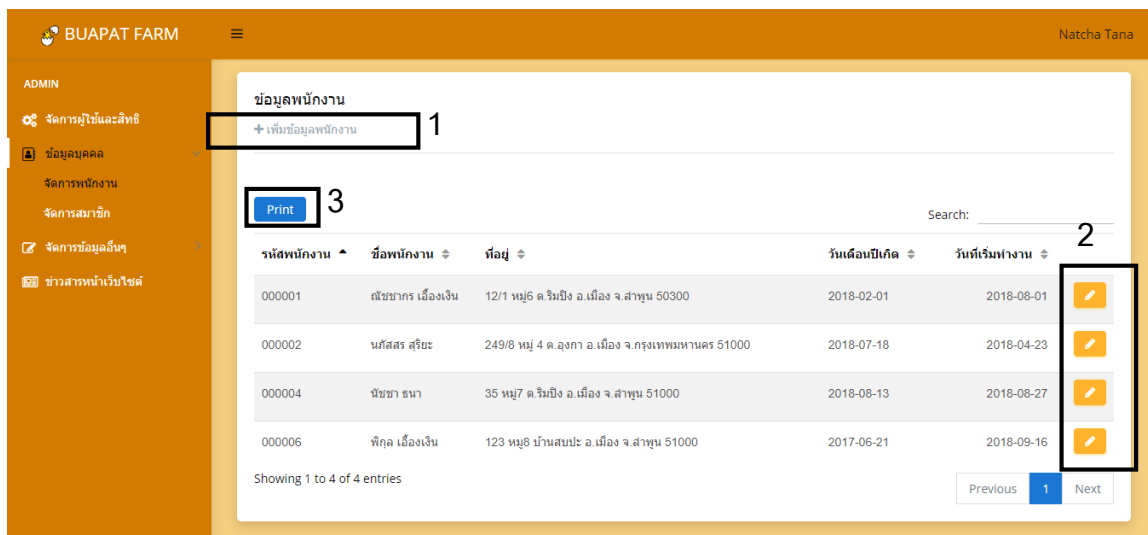 BUAPAT FARM
Natcha Tana
ADMIN
จัดการผู้ใช้และสิทธิ์
ข้อมูลบุคคล
จัดการพนักงาน
จัดการสมาชิก
จัดการข้อมูลอื่นๆ
ข่าวสารหน้าเว็บไซต์
ข้อมูลพนักงาน
+ เพิ่มข้อมูลพนักงาน 1
Print 3
Search:
2
รหัสพนักงาน ชื่อพนักงาน ที่อยู่ วันเดือนปีเกิด วันที่เริ่มทำงาน
000001 ณัชชากร เอื้องเงิน 12/1 หมู่6 ต.ริมปิง อ.เมือง จ.ลำพูน 50300 2018-02-01 2018-08-01
000002 นภัสสร สุริยะ 249/8 หมู่ 4 ต.อุงกา อ.เมือง จ.กรุงเทพมหานคร 51000 2018-07-18 2018-04-23
000004 นัชชา ธนา 35 หมู่7 ต.ริมปิง อ.เมือง จ.ลำพูน 51000 2018-08-13 2018-08-27
000006 พิกุล เอื้องเงิน 123 หมู่8 บ้านสบปะ อ.เมือง จ.ลำพูน 51000 2017-06-21 2018-09-16
Showing 1 to 4 of 4 entries
Previous 1 Next